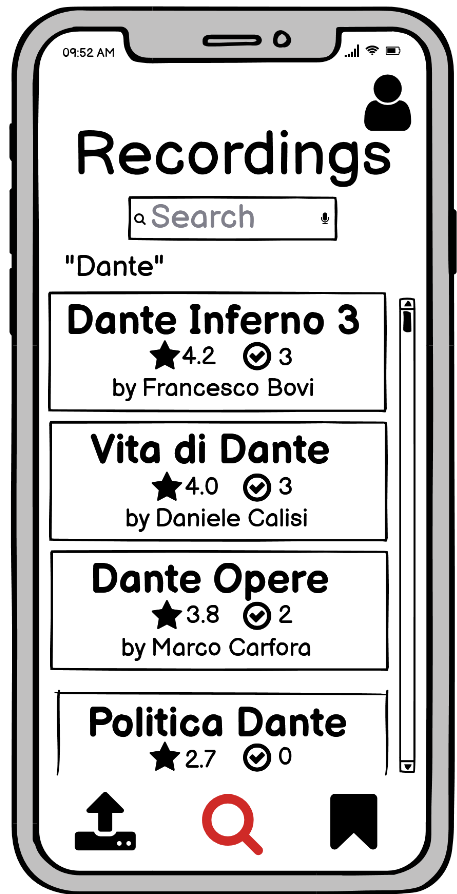 09:52 AM
Recordings
Search
"Dante"
Dante Inferno 3
4.2 3
by Francesco Bovi
Vita di Dante
4.0 3
by Daniele Calisi
Dante Opere
3.8 2
by Marco Carfora
Politica Dante
2.7 0